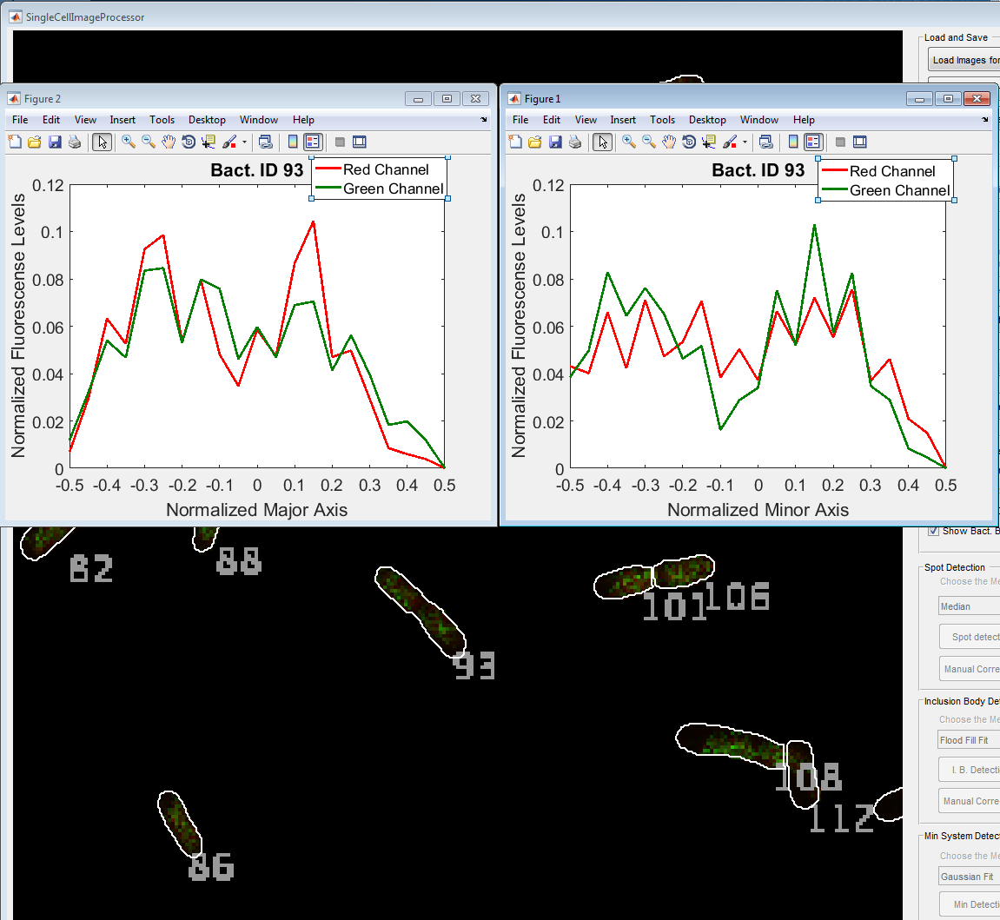 SingleCellImageProcessor
Load and Save
Load Images for
Figure 2
File Edit View Insert Tools Desktop Window Help
Bact. ID 93
Red Channel
Green Channel
Normalized Fluorescense Levels
0.12
0.1
0.08
0.06
0.04
0.02
0
-0.5 -0.4 -0.3 -0.2 -0.1 0 0.1 0.2 0.3 0.4 0.5
Normalized Major Axis
Figure 1
File Edit View Insert Tools Desktop Window Help
Bact. ID 93
Red Channel
Green Channel
Normalized Fluorescense Levels
0.12
0.1
0.08
0.06
0.04
0.02
0
-0.5 -0.4 -0.3 -0.2 -0.1 0 0.1 0.2 0.3 0.4 0.5
Normalized Minor Axis
Show Bact. B
82
88
93
101
106
108
112
86
Spot Detection
Choose the Me
Median
Spot detect
Manual Corre
Inclusion Body Det
Choose the Me
Flood Fill Fit
I. B. Detecti
Manual Corre
Min System Detect
Choose the Me
Gaussian Fit
Min Detecti